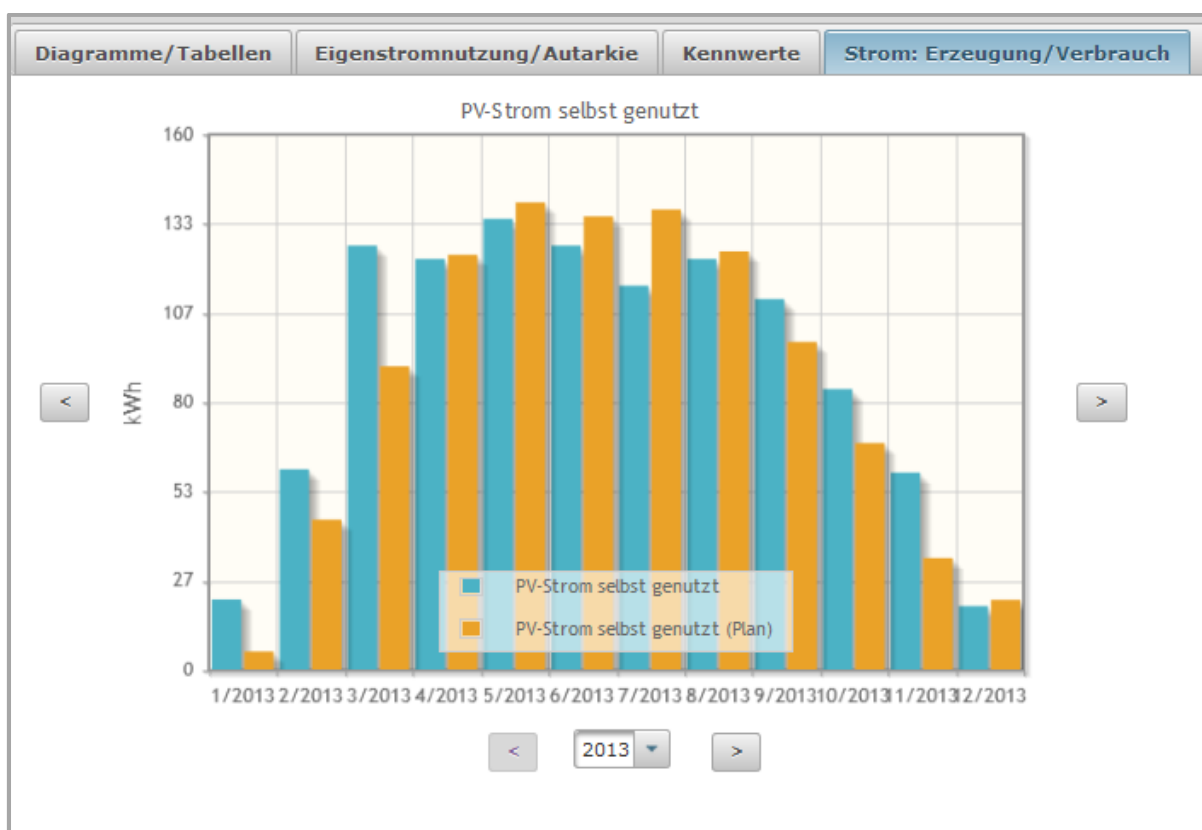 Diagramme/Tabellen Eigenstromnutzung/Autarkie Kennwerte Strom: Erzeugung/Verbrauch
PV-Strom selbst genutzt
160
133
107
80
53
27
0
kWh
<
>
PV-Strom selbst genutzt
PV-Strom selbst genutzt (Plan)
1/2013 2/2013 3/2013 4/2013 5/2013 6/2013 7/2013 8/2013 9/2013 10/2013 11/2013 12/2013
< 2013 >